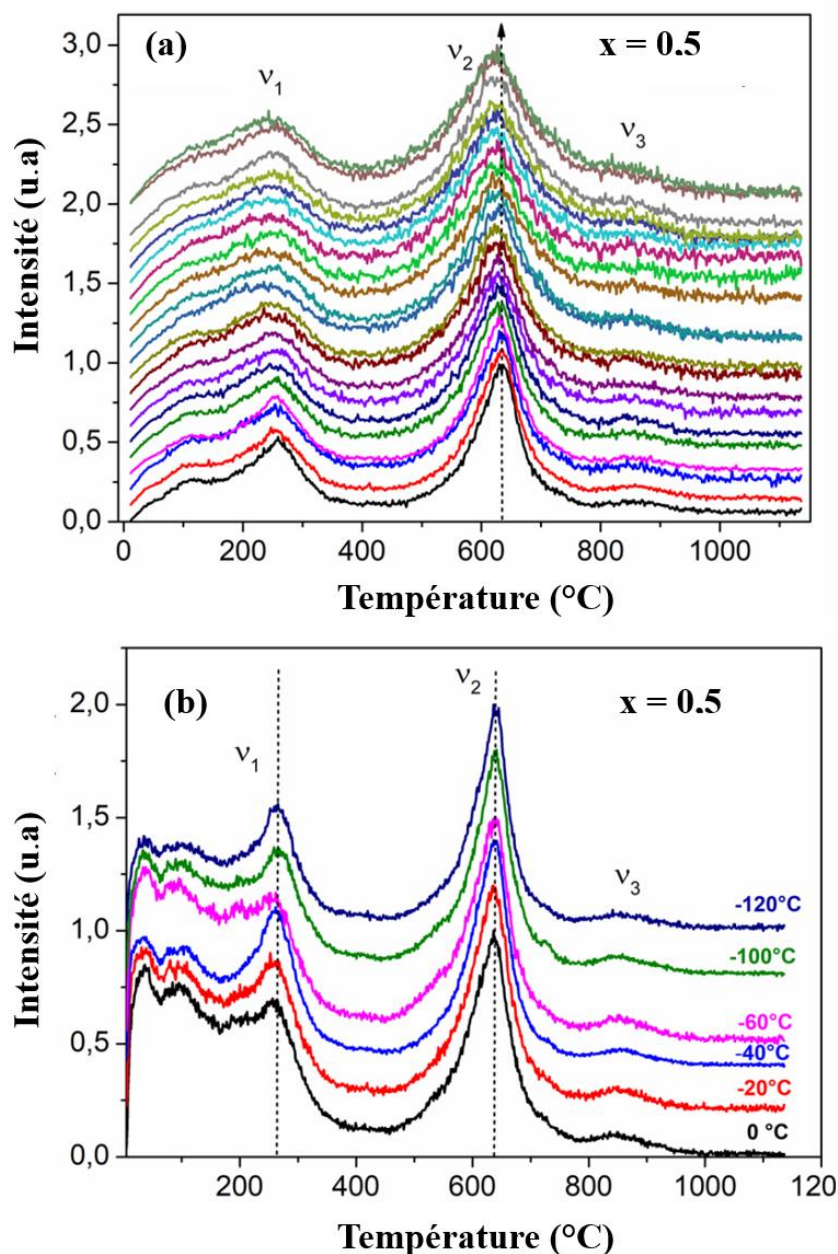 (a)
x = 0.5
ν1
ν2
ν3
3,0
2,5
2,0
1,5
1,0
0,5
0,0
Intensité (u.a)
0 200 400 600 800 1000
Température (°C)
(b)
x = 0.5
ν1
ν2
ν3
2,0
1,5
1,0
0,5
0,0
Intensité (u.a)
-120°C
-100°C
-60°C
-40°C
-20°C
0 °C
200 400 600 800 1000 120
Température (°C)